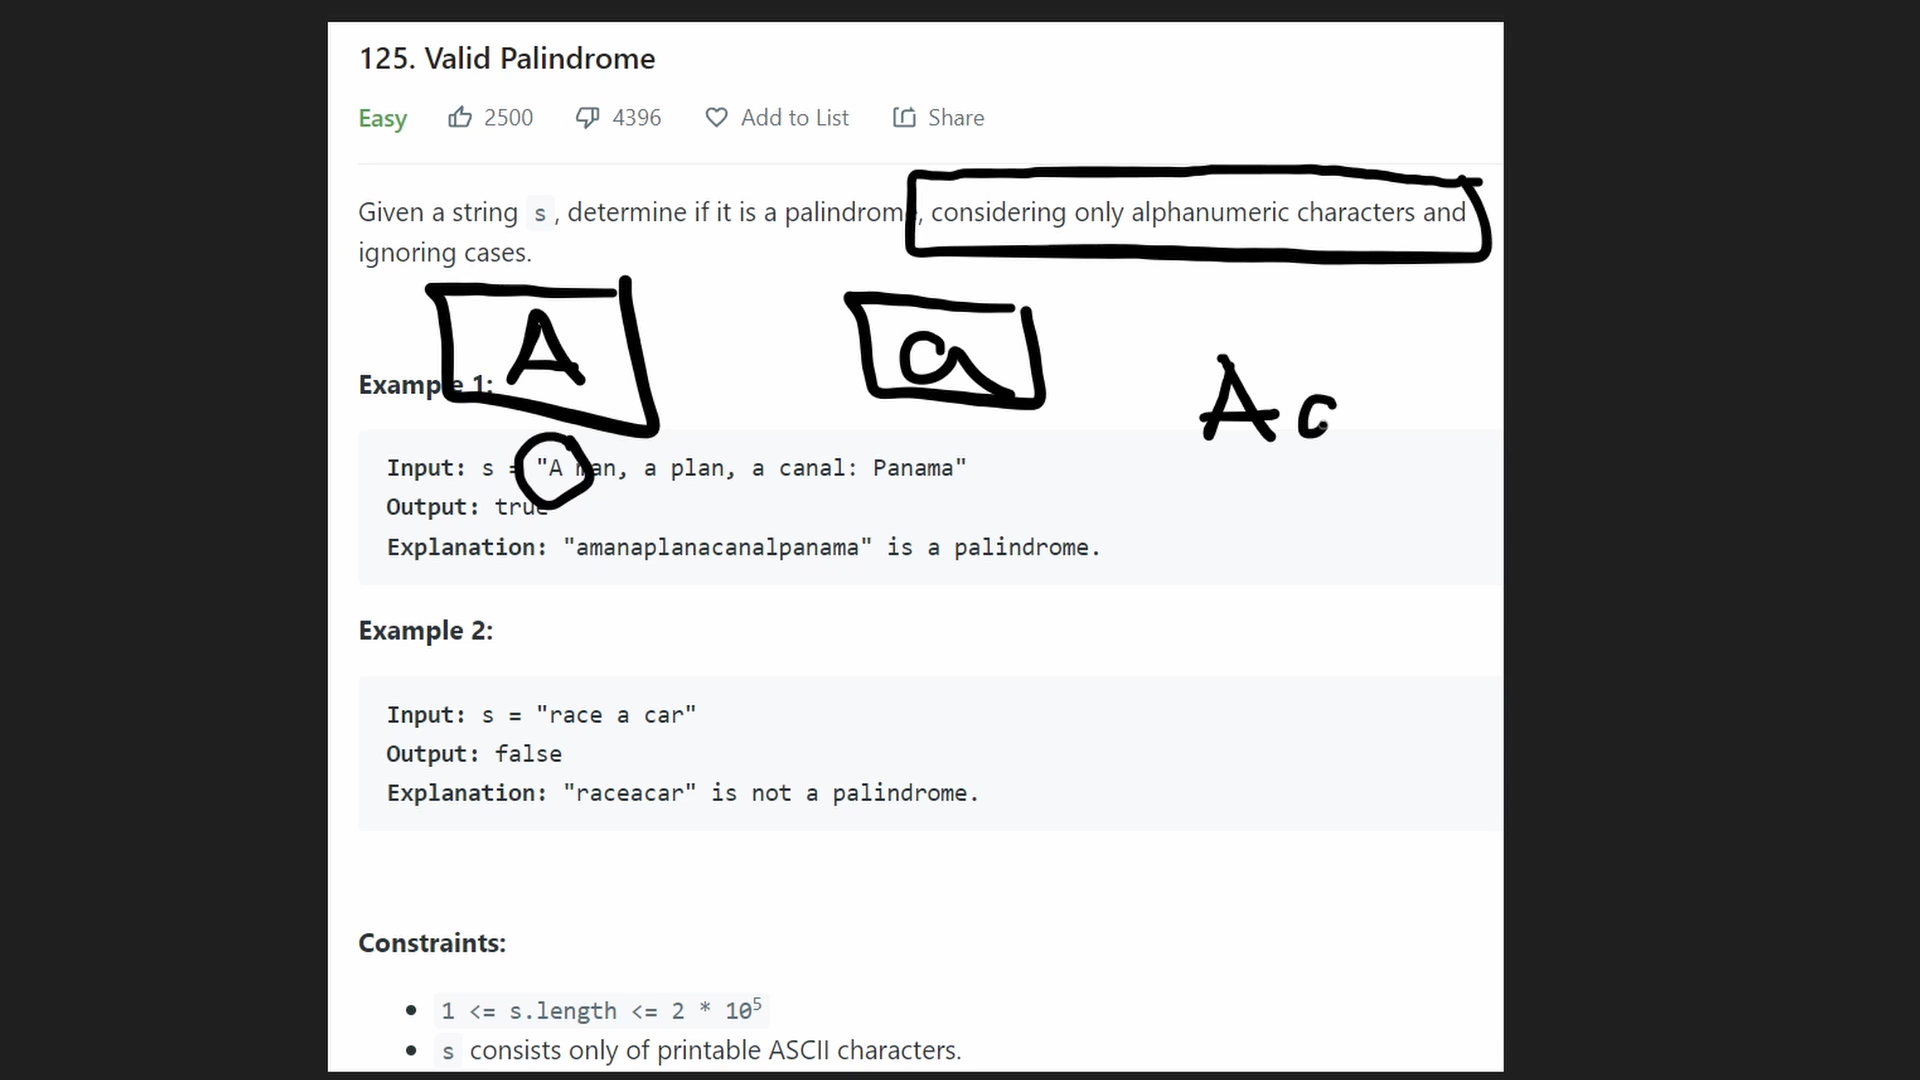 125. Valid Palindrome
Easy 2500 4396 Add to List Share
Given a string s, determine if it is a palindrome, considering only alphanumeric characters and
ignoring cases.
A a
A
Example 1:
Input: s = "A man, a plan, a canal: Panama"
Output: true
Explanation: "amanaplanacanalpanama" is a palindrome.
Example 2:
Input: s = "race a car"
Output: false
Explanation: "raceacar" is not a palindrome.
Constraints:
1 <= s.length <= 2 * 10⁵
s consists only of printable ASCII characters.